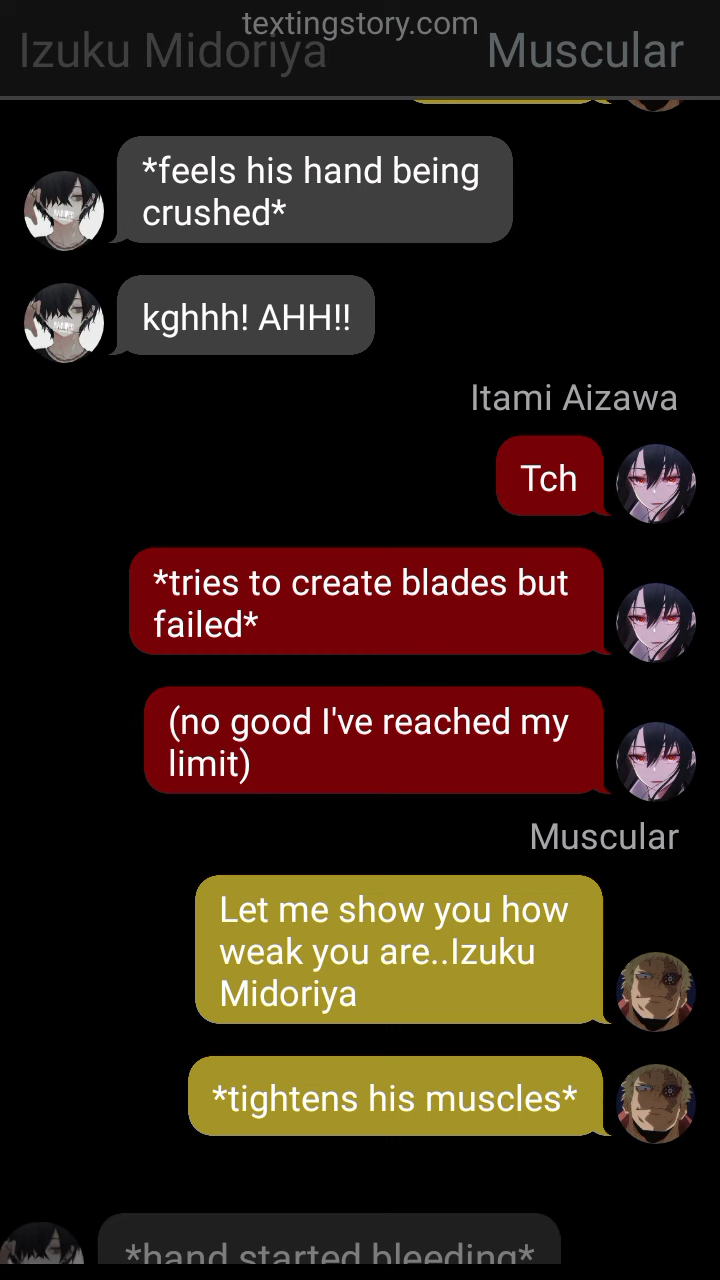 textingstory.com
Izuku Midoriya
Muscular
*feels his hand being
crushed*
kghhh! AHH!!
Itami Aizawa
Tch
*tries to create blades but
failed*
(no good I've reached my
limit)
Muscular
Let me show you how
weak you are..Izuku
Midoriya
*tightens his muscles*
*hand started bleeding*